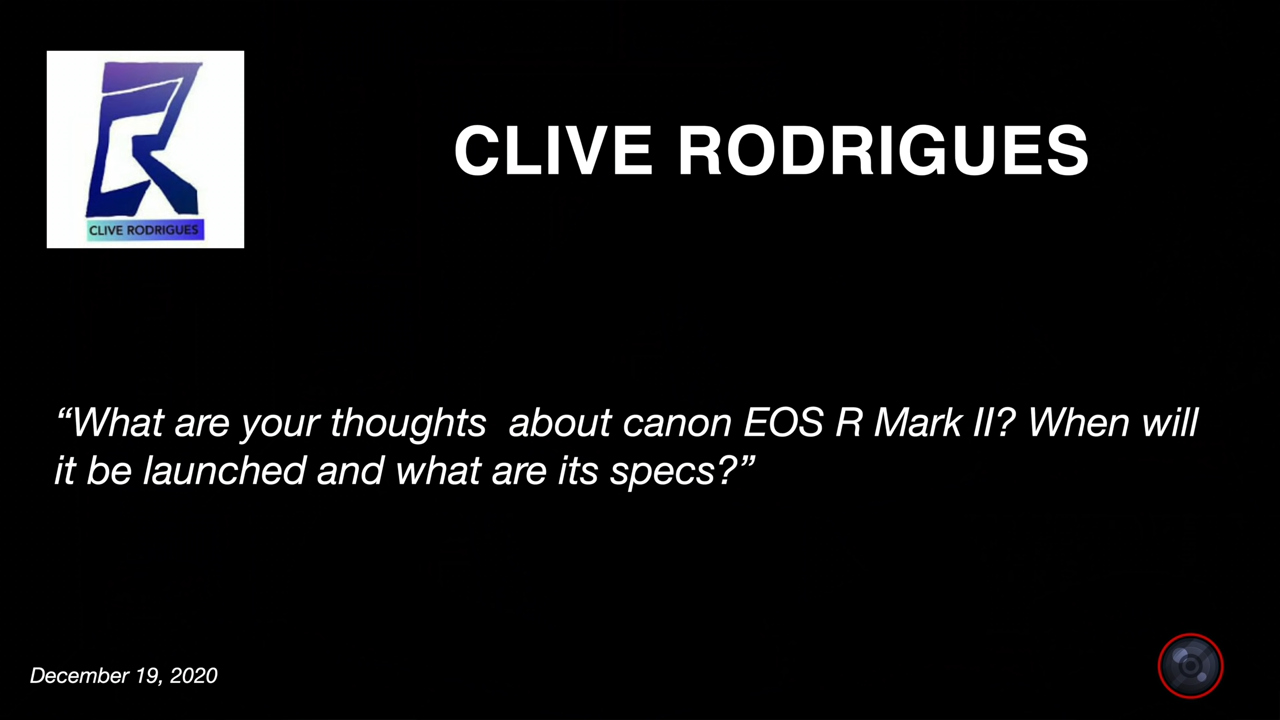 CLIVE RODRIGUES
CLIVE RODRIGUES
“What are your thoughts  about canon EOS R Mark II? When will
it be launched and what are its specs?”
December 19, 2020